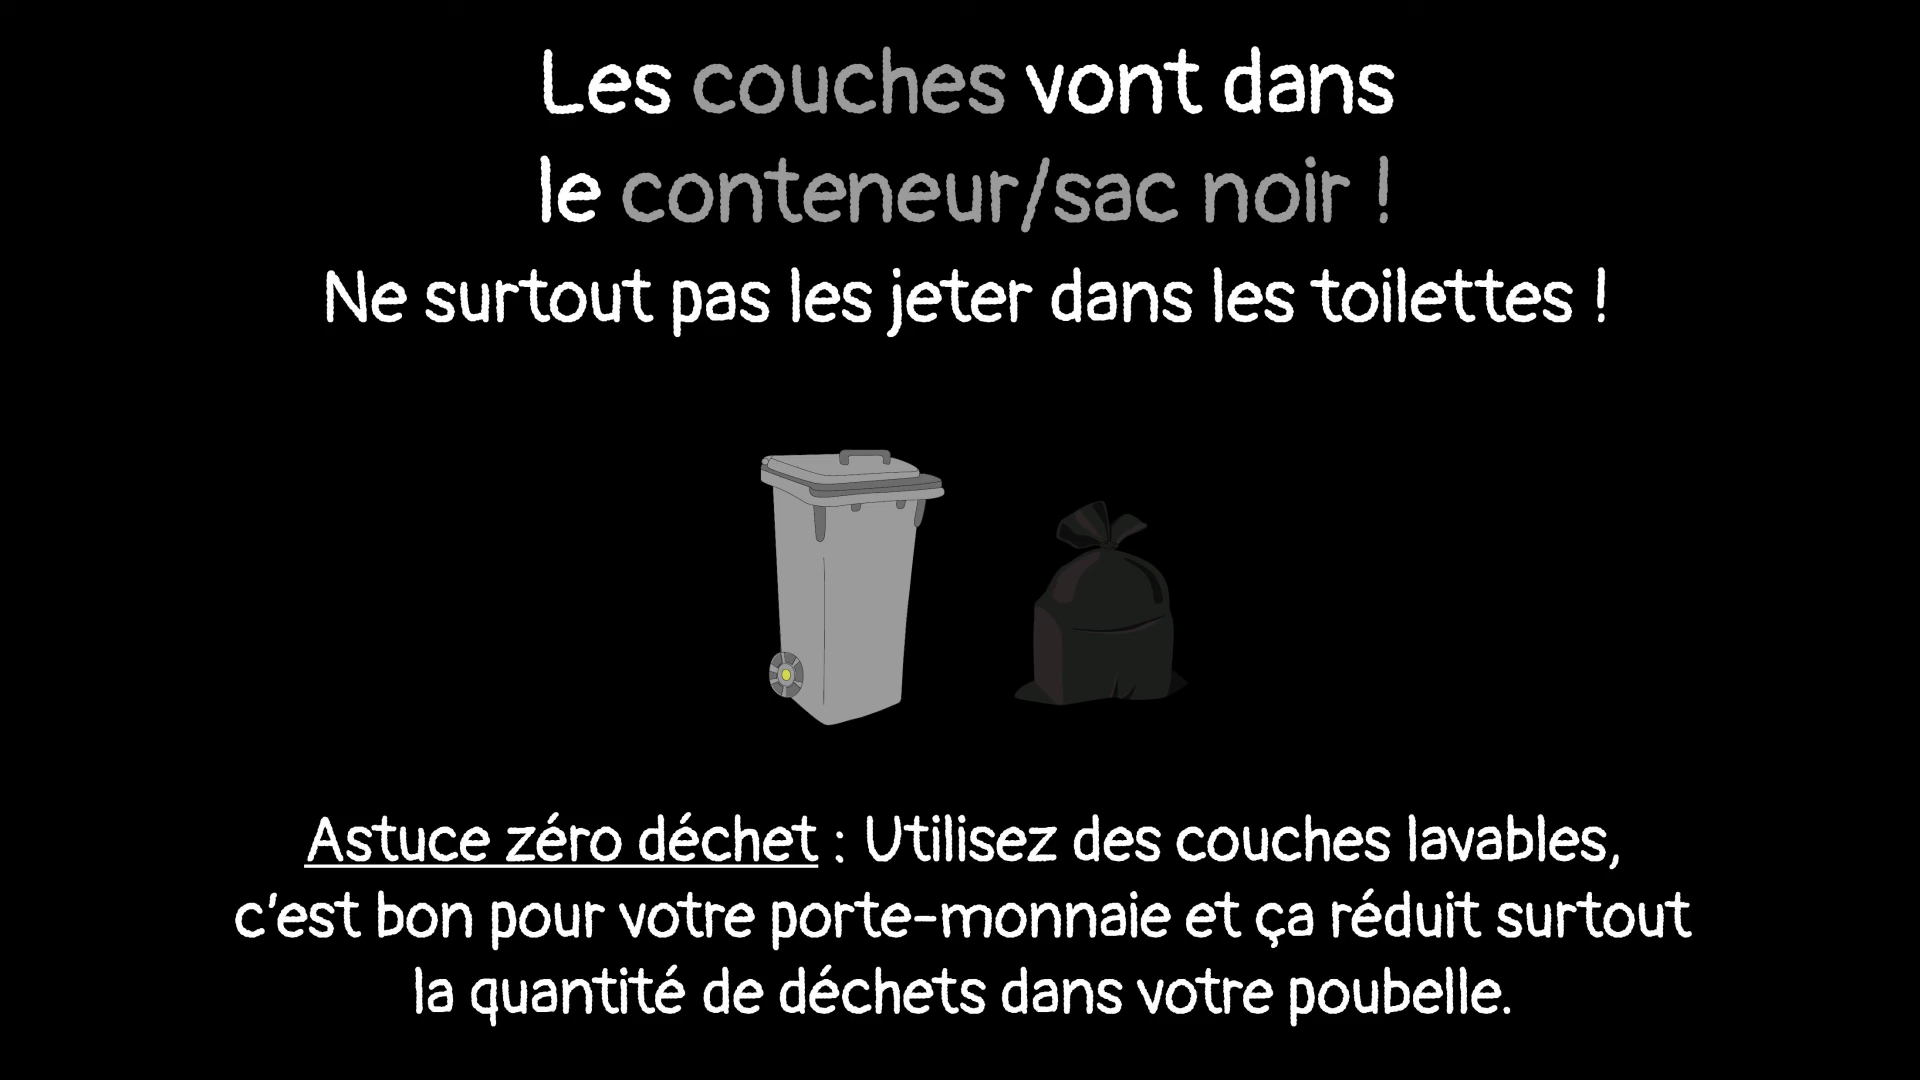 Les couches vont dans
le conteneur/sac noir !
Ne surtout pas les jeter dans les toilettes !
Astuce zéro déchet : Utilisez des couches lavables,
c'est bon pour votre porte-monnaie et ça réduit surtout
la quantité de déchets dans votre poubelle.